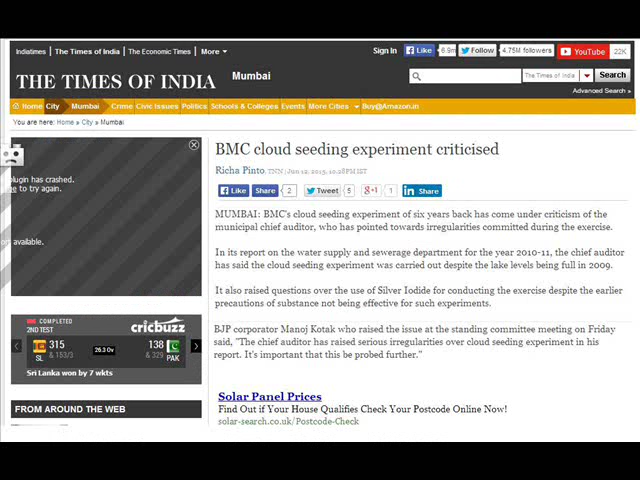 Indiatimes | The Times of India | The Economic Times | More
Sign In Like 6.9m Follow 4.75M followers YouTube 22K
THE TIMES OF INDIA Mumbai
The Times of India Search
Advanced Search »
Home City Mumbai Crime Civic Issues Politics Schools & Colleges Events More Cities Buy@Amazon.in
You are here: Home » City » Mumbai
plugin has crashed.
to try again.
available.
BMC cloud seeding experiment criticised
Richa Pinto, TNN | Jun 12, 2015, 10.28PM IST
Like Share 2 Tweet 5 g+1 1 in Share
MUMBAI: BMC's cloud seeding experiment of six years back has come under criticism of the
municipal chief auditor, who has pointed towards irregularities committed during the exercise.
In its report on the water supply and sewerage department for the year 2010-11, the chief auditor
has said the cloud seeding experiment was carried out despite the lake levels being full in 2009.
It also raised questions over the use of Silver Iodide for conducting the exercise despite the earlier
precautions of substance not being effective for such experiments.
BJP corporator Manoj Kotak who raised the issue at the standing committee meeting on Friday
said, "The chief auditor has raised serious irregularities over cloud seeding experiment in his
report. It's important that this be probed further."
COMPLETED
2ND TEST
cricbuzz
315 138
SL & 153/3 26.3 Ov & 329 PAK
Sri Lanka won by 7 wkts
FROM AROUND THE WEB
Solar Panel Prices
Find Out if Your House Qualifies Check Your Postcode Online Now!
solar-search.co.uk/Postcode-Check